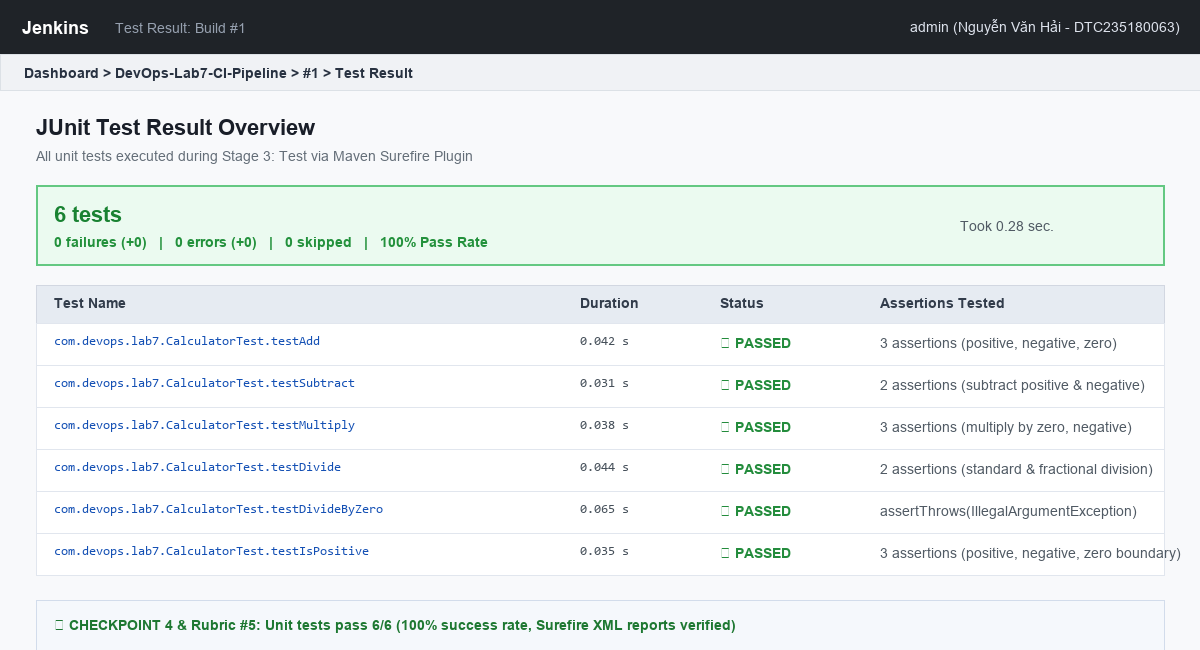 Jenkins Test Result: Build #1 admin (Nguyễn Văn Hải - DTC235180063)
Dashboard > DevOps-Lab7-CI-Pipeline > #1 > Test Result
JUnit Test Result Overview
All unit tests executed during Stage 3: Test via Maven Surefire Plugin
6 tests
0 failures (+0) | 0 errors (+0) | 0 skipped | 100% Pass Rate
Took 0.28 sec.
Test Name Duration Status Assertions Tested
com.devops.lab7.CalculatorTest.testAdd 0.042 s PASSED 3 assertions (positive, negative, zero)
com.devops.lab7.CalculatorTest.testSubtract 0.031 s PASSED 2 assertions (subtract positive & negative)
com.devops.lab7.CalculatorTest.testMultiply 0.038 s PASSED 3 assertions (multiply by zero, negative)
com.devops.lab7.CalculatorTest.testDivide 0.044 s PASSED 2 assertions (standard & fractional division)
com.devops.lab7.CalculatorTest.testDivideByZero 0.065 s PASSED assertThrows(IllegalArgumentException)
com.devops.lab7.CalculatorTest.testIsPositive 0.035 s PASSED 3 assertions (positive, negative, zero boundary)
CHECKPOINT 4 & Rubric #5: Unit tests pass 6/6 (100% success rate, Surefire XML reports verified)